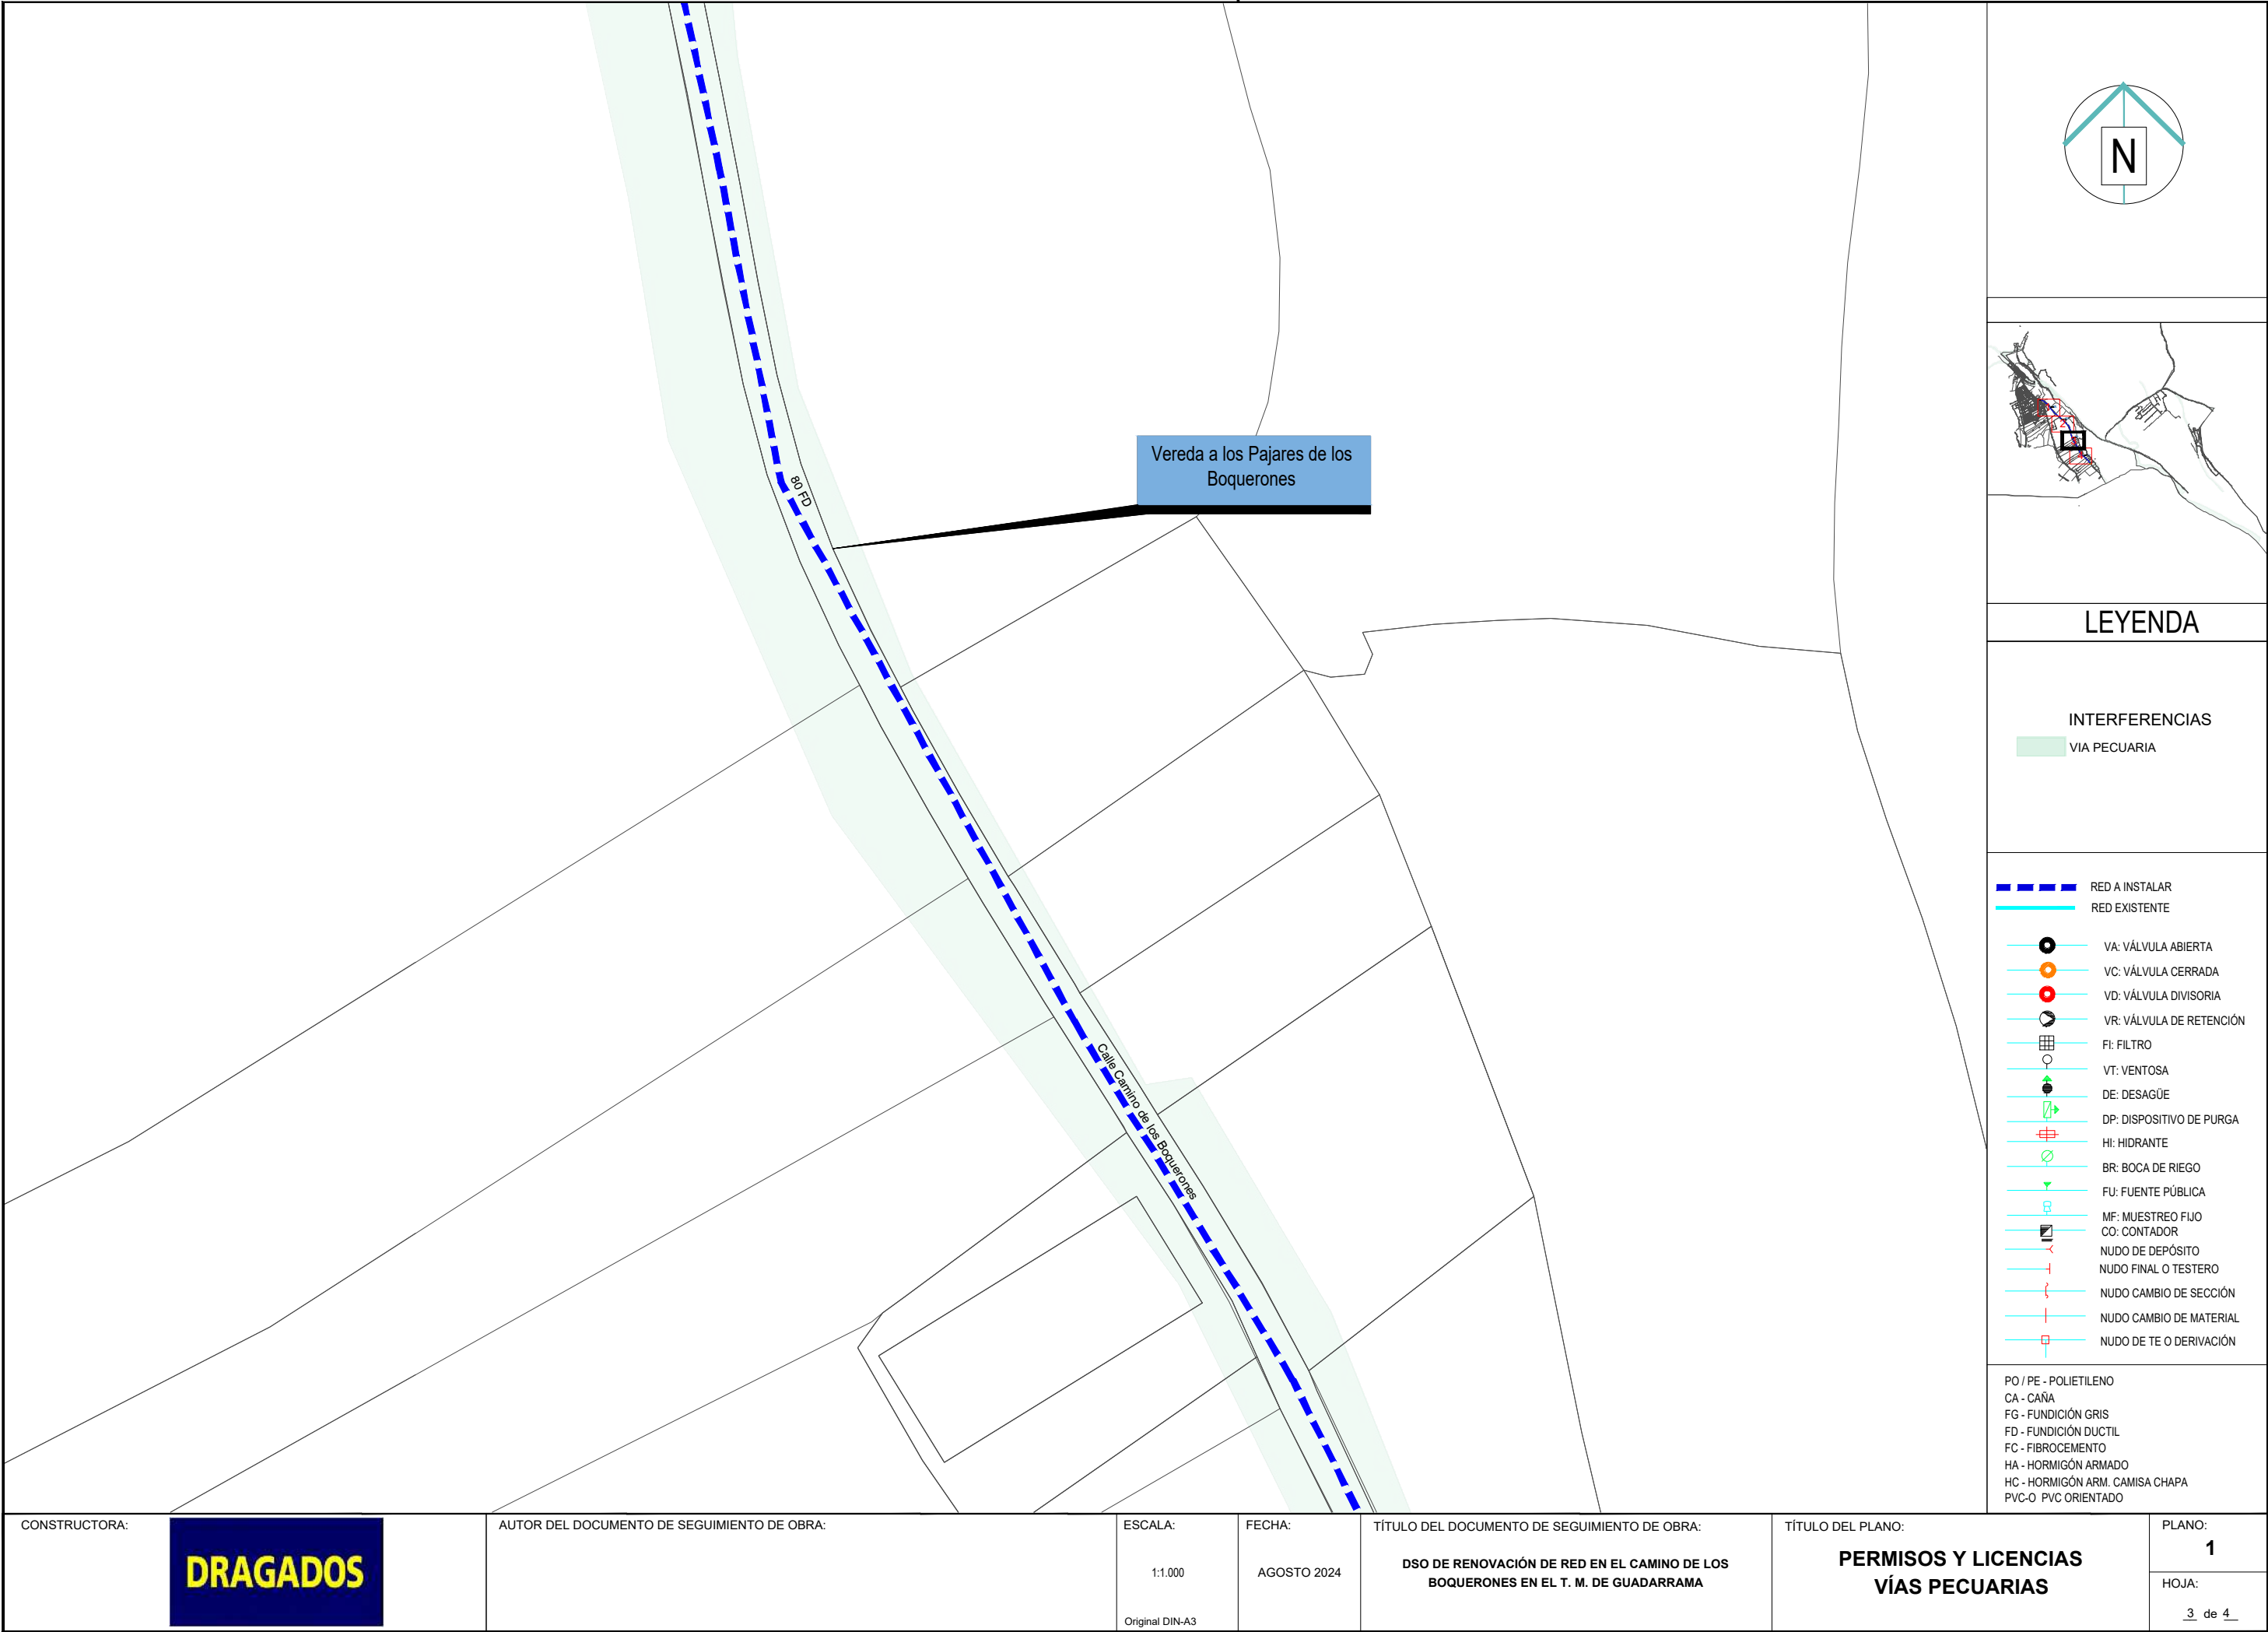 80 FD
Vereda a los Pajares de los
Boquerones
Calle Camino de los Boquerones
N
2
LEYENDA
INTERFERENCIAS
VIA PECUARIA
RED A INSTALAR
RED EXISTENTE
VA: VÁLVULA ABIERTA
VC: VÁLVULA CERRADA
VD: VÁLVULA DIVISORIA
VR: VÁLVULA DE RETENCIÓN
FI: FILTRO
VT: VENTOSA
DE: DESAGÜE
DP: DISPOSITIVO DE PURGA
HI: HIDRANTE
BR: BOCA DE RIEGO
FU: FUENTE PÚBLICA
MF: MUESTREO FIJO
CO: CONTADOR
NUDO DE DEPÓSITO
NUDO FINAL O TESTERO
NUDO CAMBIO DE SECCIÓN
NUDO CAMBIO DE MATERIAL
NUDO DE TE O DERIVACIÓN
PO / PE - POLIETILENO
CA - CAÑA
FG - FUNDICIÓN GRIS
FD - FUNDICIÓN DUCTIL
FC - FIBROCEMENTO
HA - HORMIGÓN ARMADO
HC - HORMIGÓN ARM. CAMISA CHAPA
PVC-O PVC ORIENTADO
CONSTRUCTORA:
DRAGADOS
AUTOR DEL DOCUMENTO DE SEGUIMIENTO DE OBRA:
ESCALA:
1:1.000
Original DIN-A3
FECHA:
AGOSTO 2024
TÍTULO DEL DOCUMENTO DE SEGUIMIENTO DE OBRA:
DSO DE RENOVACIÓN DE RED EN EL CAMINO DE LOS
BOQUERONES EN EL T. M. DE GUADARRAMA
TÍTULO DEL PLANO:
PERMISOS Y LICENCIAS
VÍAS PECUARIAS
PLANO:
1
HOJA:
3 de 4